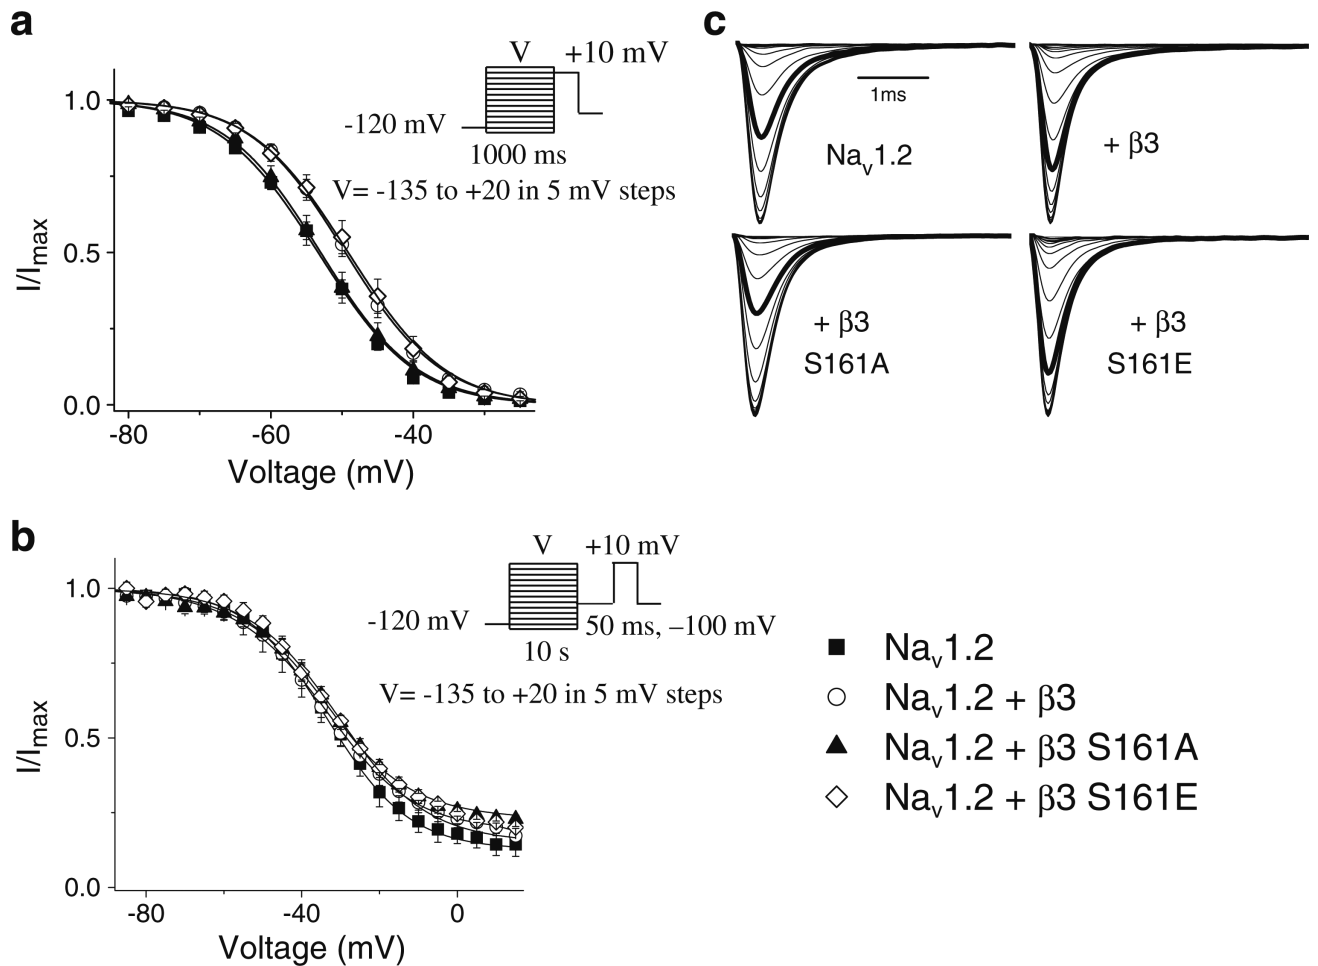 a
V +10 mV
-120 mV
1000 ms
V= -135 to +20 in 5 mV steps
1.0
0.5
0.0
I/Imax
-80 -60 -40
Voltage (mV)
b
V +10 mV
-120 mV
50 ms, –100 mV
10 s
V= -135 to +20 in 5 mV steps
1.0
0.5
0.0
I/Imax
-80 -40 0
Voltage (mV)
c
1ms
Nav1.2
+ β3
+ β3
S161A
+ β3
S161E
Nav1.2
Nav1.2 + β3
Nav1.2 + β3 S161A
Nav1.2 + β3 S161E